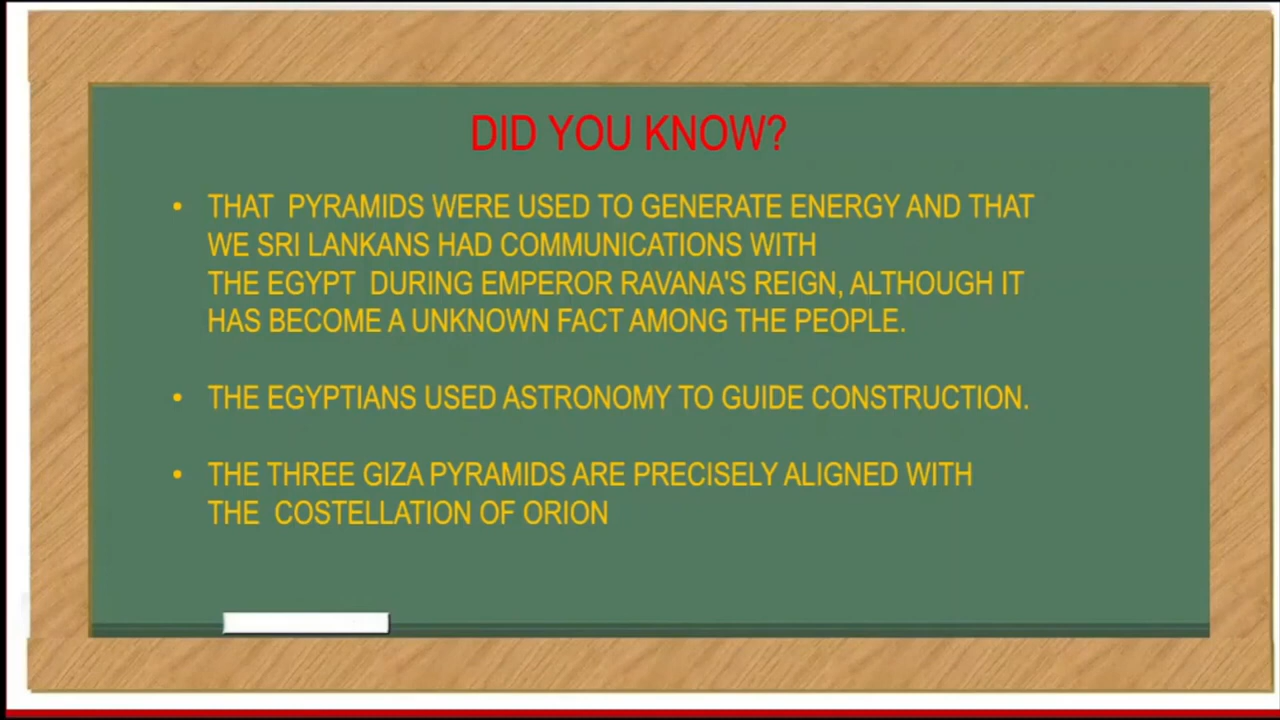 DID YOU KNOW?
• THAT PYRAMIDS WERE USED TO GENERATE ENERGY AND THAT
WE SRI LANKANS HAD COMMUNICATIONS WITH
THE EGYPT DURING EMPEROR RAVANA'S REIGN, ALTHOUGH IT
HAS BECOME A UNKNOWN FACT AMONG THE PEOPLE.
• THE EGYPTIANS USED ASTRONOMY TO GUIDE CONSTRUCTION.
• THE THREE GIZA PYRAMIDS ARE PRECISELY ALIGNED WITH
THE COSTELLATION OF ORION